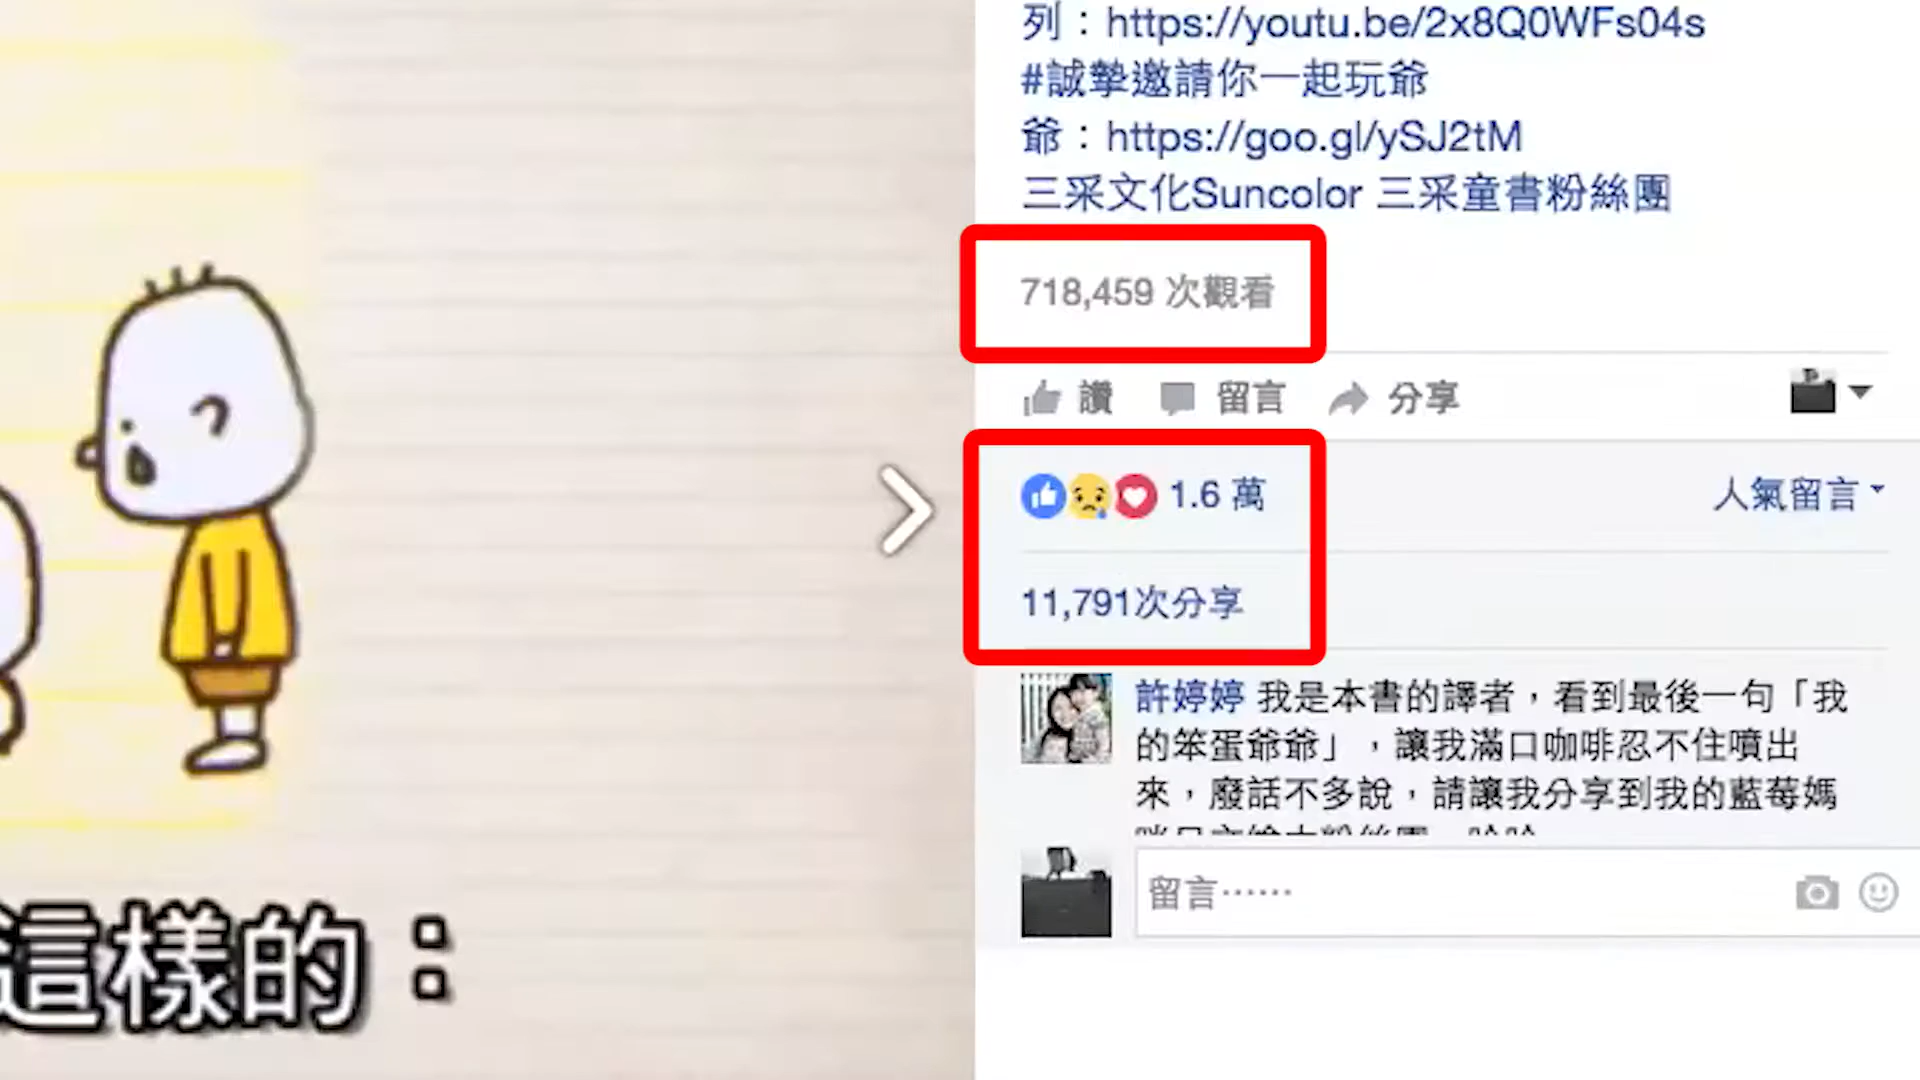 列：https://youtu.be/2x8Q0WFs04s
#誠摯邀請你一起玩爺
爺：https://goo.gl/ySJ2tM
三采文化Suncolor 三采童書粉絲團
718,459 次觀看
讚 留言 分享
1.6 萬 人氣留言
11,791次分享
許婷婷 我是本書的譯者，看到最後一句「我
的笨蛋爺爺」，讓我滿口咖啡忍不住噴出
來，廢話不多說，請讓我分享到我的藍莓媽
留言……
這樣的：